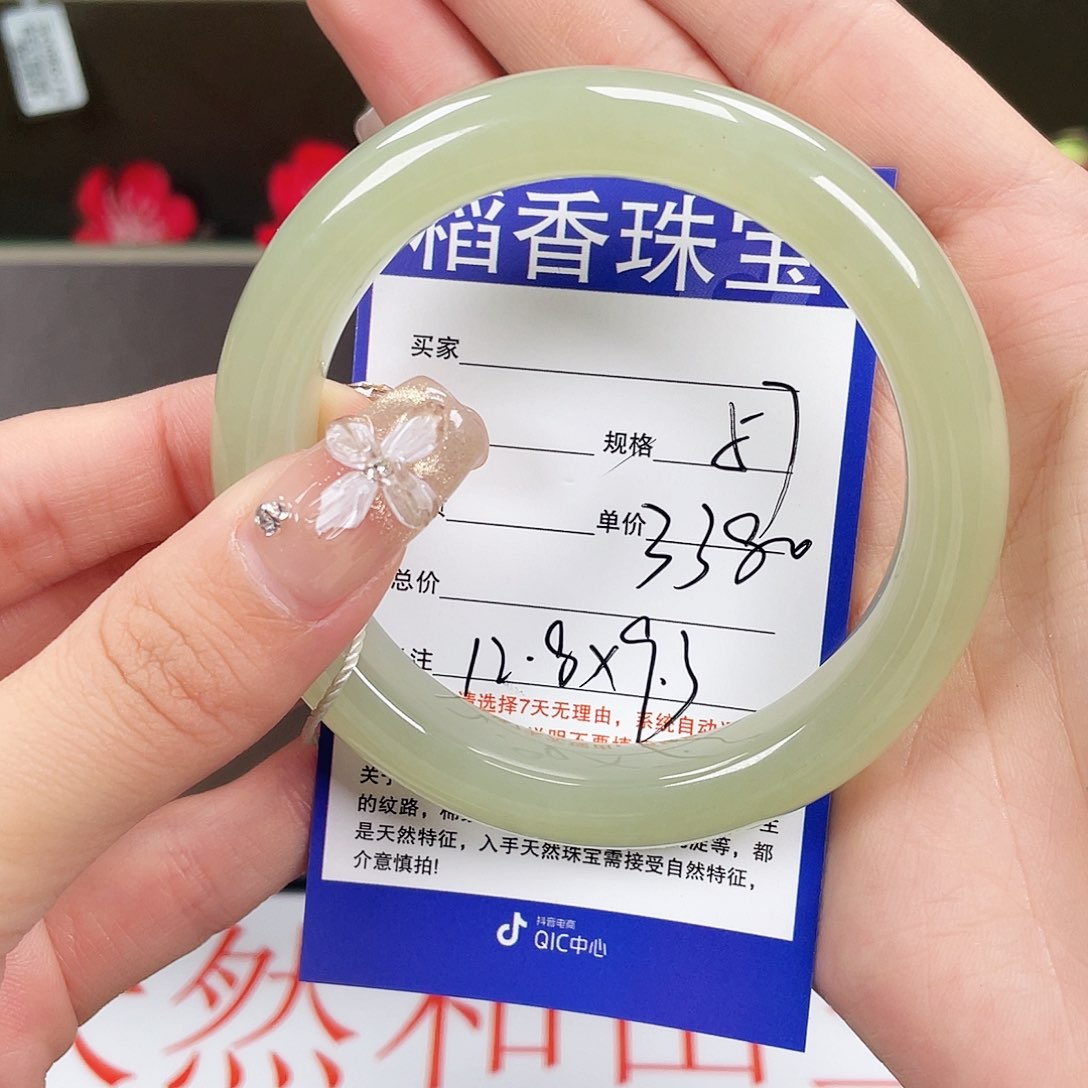 稻香珠宝
买家
规格
单价 3380
总价
注 12.8×9.3
请选择7天无理由，系统自动
关于
的纹路，
是天然特征，入手天然珠宝需接受自然特征，
介意慎拍!
抖音电商
QIC中心
然和田